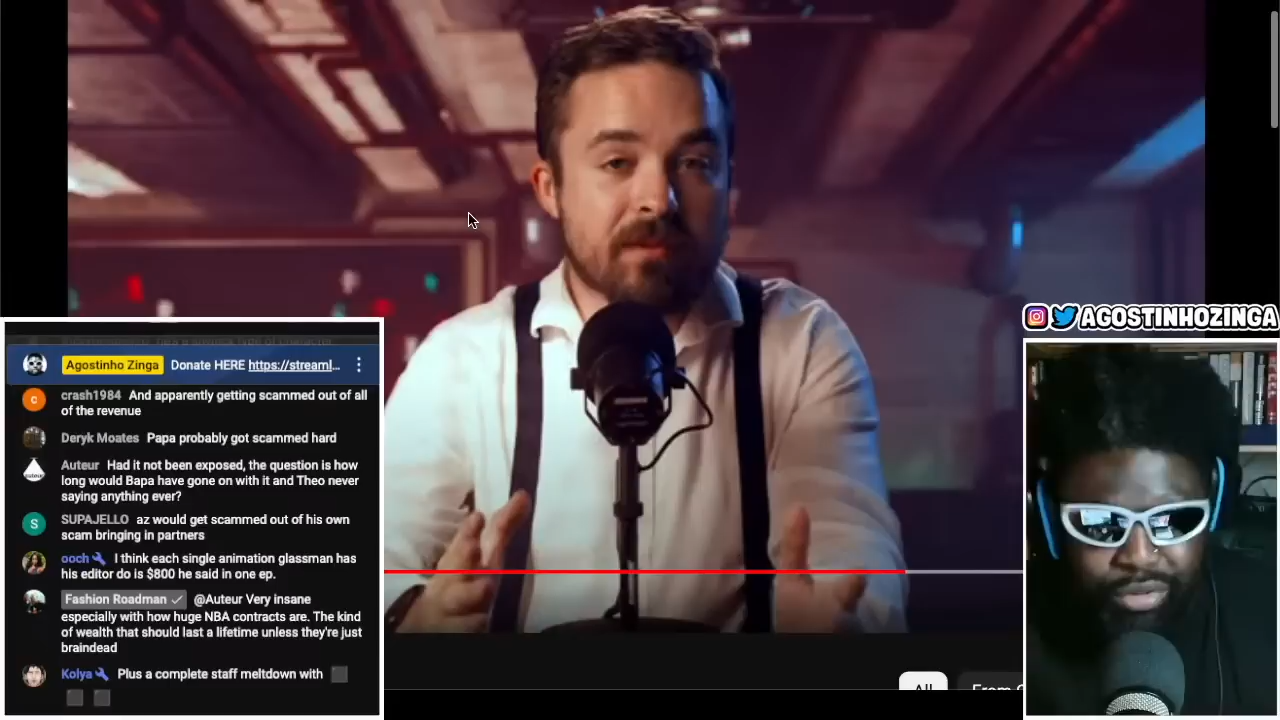 AGOSTINHOZINGA
Agostinho Zinga Donate HERE https://streaml...
crash1984 And apparently getting scammed out of all
of the revenue
Deryk Moates Papa probably got scammed hard
Auteur Had it not been exposed, the question is how
long would Bapa have gone on with it and Theo never
saying anything ever?
SUPAJELLO az would get scammed out of his own
scam bringing in partners
ooch I think each single animation glassman has
his editor do is $800 he said in one ep.
Fashion Roadman @Auteur Very insane
especially with how huge NBA contracts are. The kind
of wealth that should last a lifetime unless they're just
braindead
Kolya Plus a complete staff meltdown with
All
From